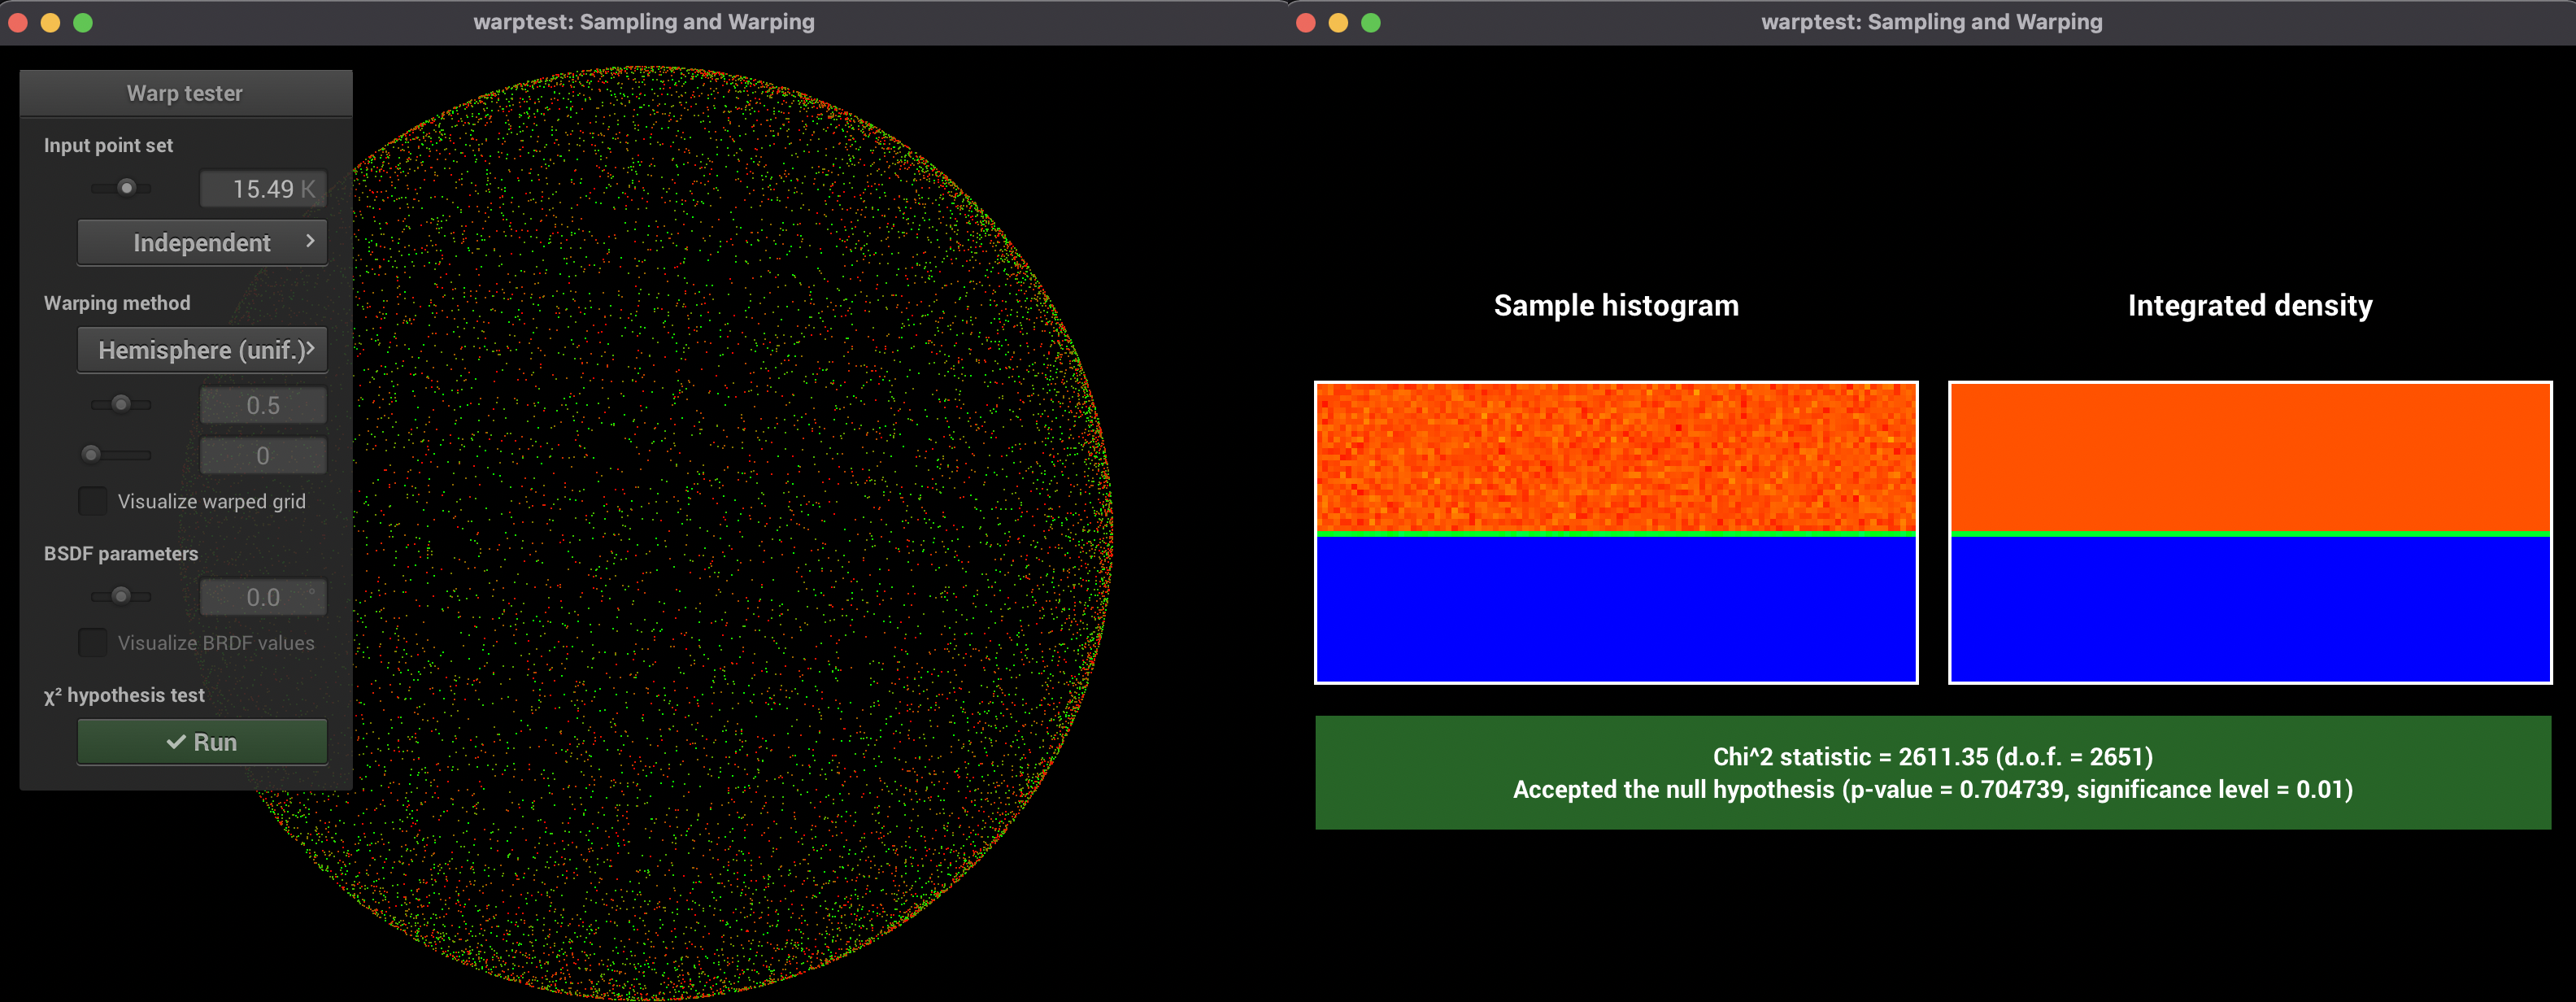 warptest: Sampling and Warping
Warp tester
Input point set
15.49 K
Independent
Warping method
Hemisphere (unif.)
0.5
0
Visualize warped grid
BSDF parameters
0.0 °
Visualize BRDF values
χ² hypothesis test
Run
warptest: Sampling and Warping
Sample histogram
Integrated density
Chi^2 statistic = 2611.35 (d.o.f. = 2651)
Accepted the null hypothesis (p-value = 0.704739, significance level = 0.01)